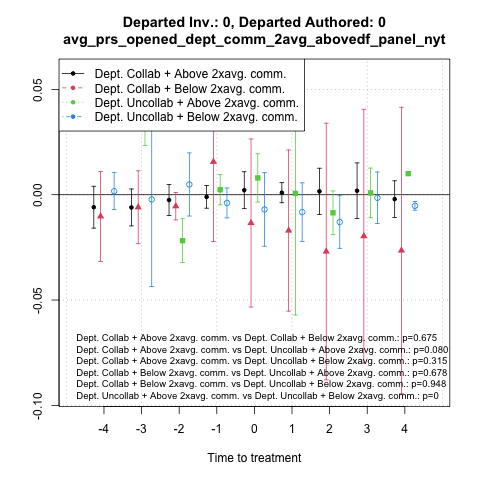 Departed Inv.: 0, Departed Authored: 0
avg_prs_opened_dept_comm_2avg_abovedf_panel_nyt
Dept. Collab + Above 2xavg. comm.
Dept. Collab + Below 2xavg. comm.
Dept. Uncollab + Above 2xavg. comm.
Dept. Uncollab + Below 2xavg. comm.
0.05
0.00
-0.05
-0.10
Dept. Collab + Above 2xavg. comm. vs Dept. Collab + Below 2xavg. comm.: p=0.675
Dept. Collab + Above 2xavg. comm. vs Dept. Uncollab + Above 2xavg. comm.: p=0.080
Dept. Collab + Above 2xavg. comm. vs Dept. Uncollab + Below 2xavg. comm.: p=0.315
Dept. Collab + Below 2xavg. comm. vs Dept. Uncollab + Above 2xavg. comm.: p=0.678
Dept. Collab + Below 2xavg. comm. vs Dept. Uncollab + Below 2xavg. comm.: p=0.948
Dept. Uncollab + Above 2xavg. comm. vs Dept. Uncollab + Below 2xavg. comm.: p=0
-4 -3 -2 -1 0 1 2 3 4
Time to treatment